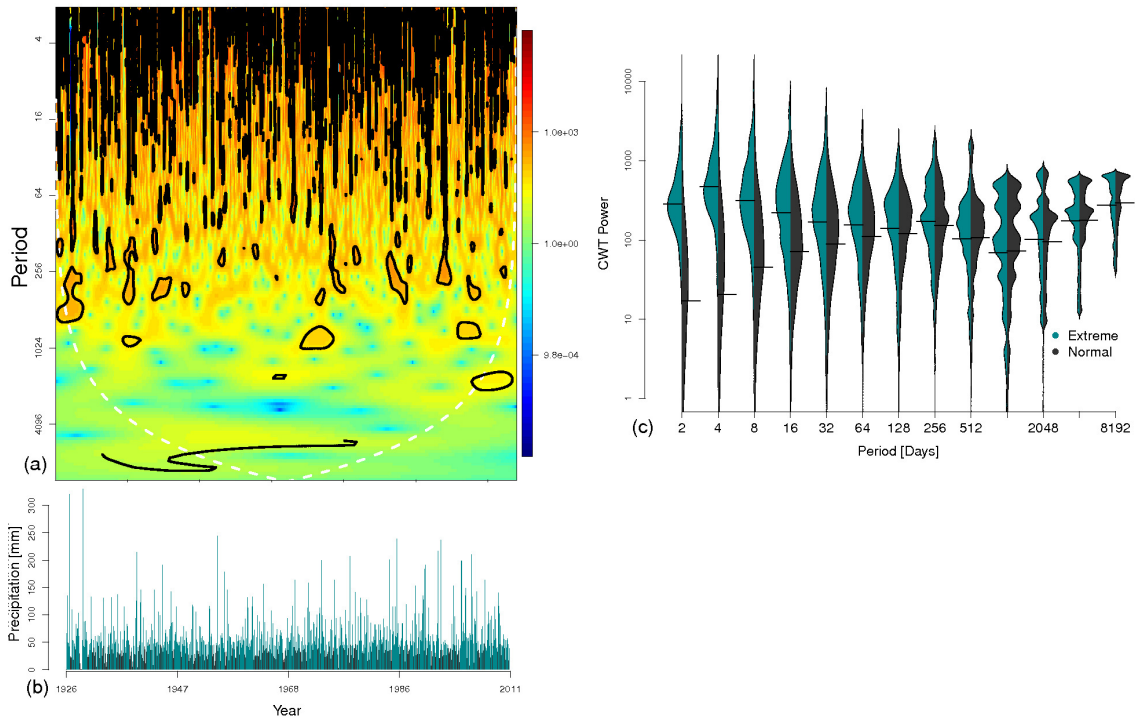 Period
4
16
64
256
1024
4096
1.0e+03
1.0e+00
9.8e-04
(a)
Precipitation [mm]
300
250
200
150
100
50
0
(b)
1926
1947
1968
1986
2011
Year
CWT Power
10000
1000
100
10
1
Extreme
Normal
(c)
2
4
8
16
32
64
128
256
512
2048
8192
Period [Days]